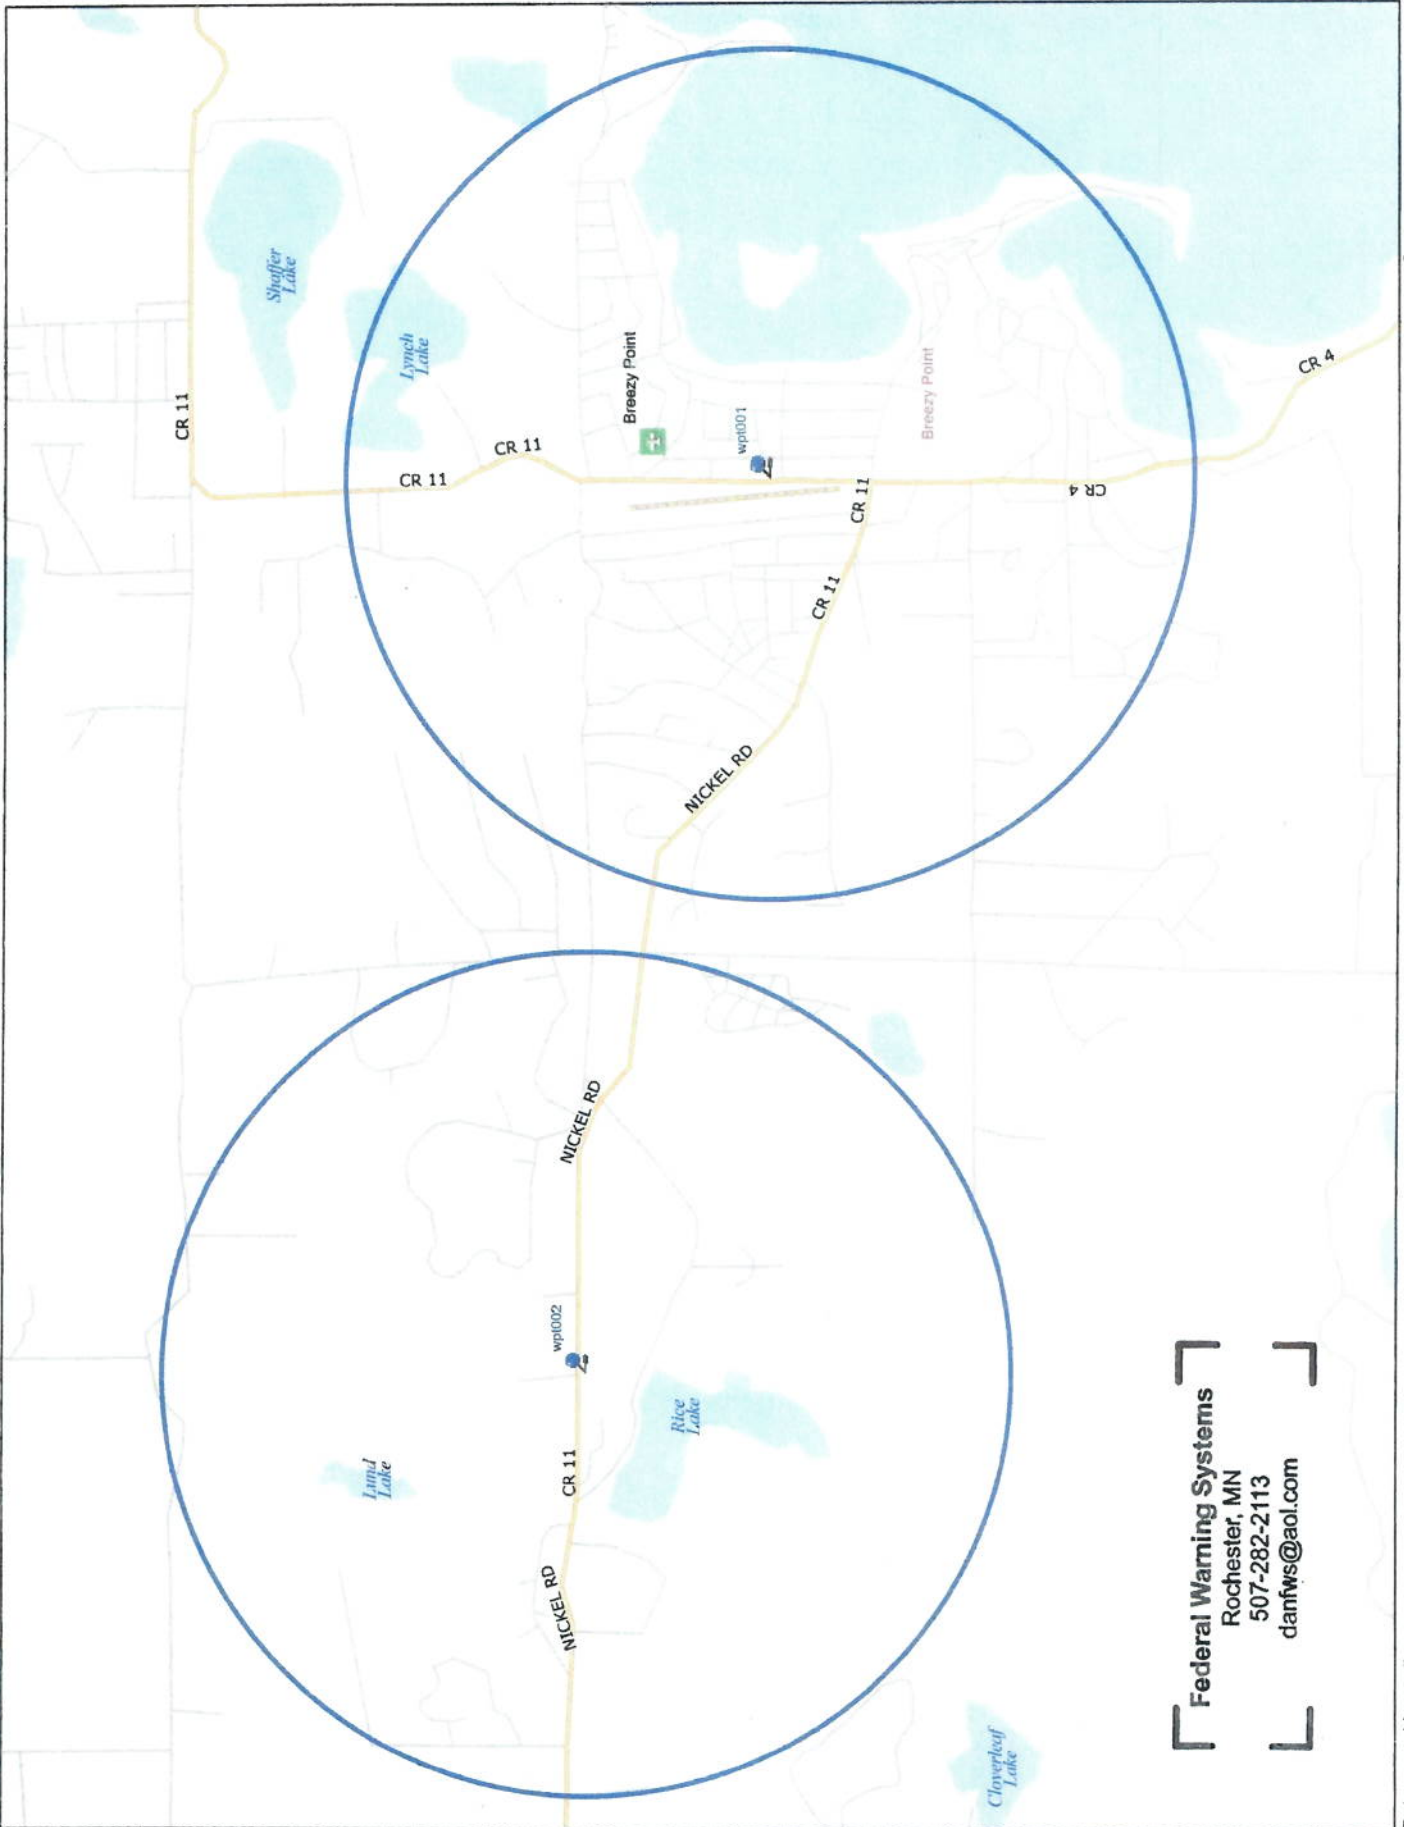 CR 11
Shaffer
Lake
Lynch
Lake
CR 11
CR 11
Breezy Point
wpt001
Breezy Point
CR 11
CR 4
CR 4
CR 11
NICKEL RD
NICKEL RD
wpt002
Lund
Lake
CR 11
Rice
Lake
NICKEL RD
Cloverleaf
Lake
Federal Warning Systems
Rochester, MN
507-282-2113
danfws@aol.com